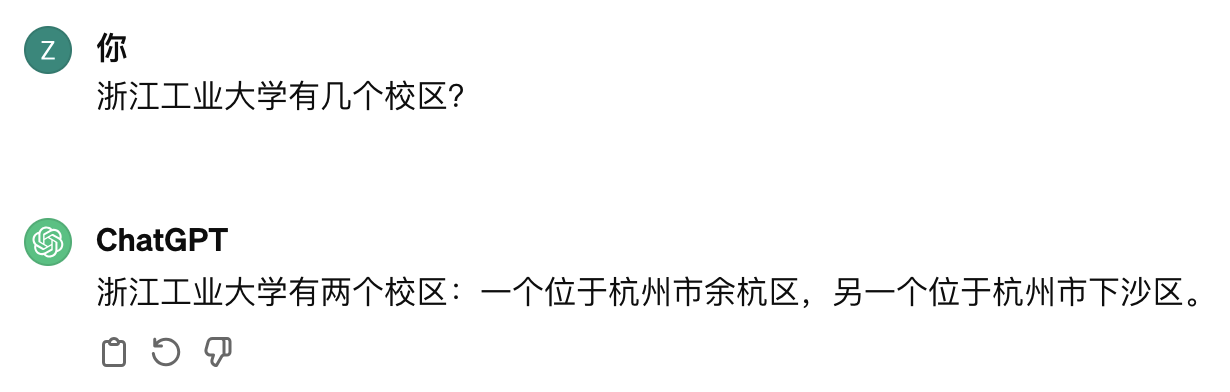 Z 你
浙江工业大学有几个校区？
ChatGPT
浙江工业大学有两个校区：一个位于杭州市余杭区，另一个位于杭州市下沙区。